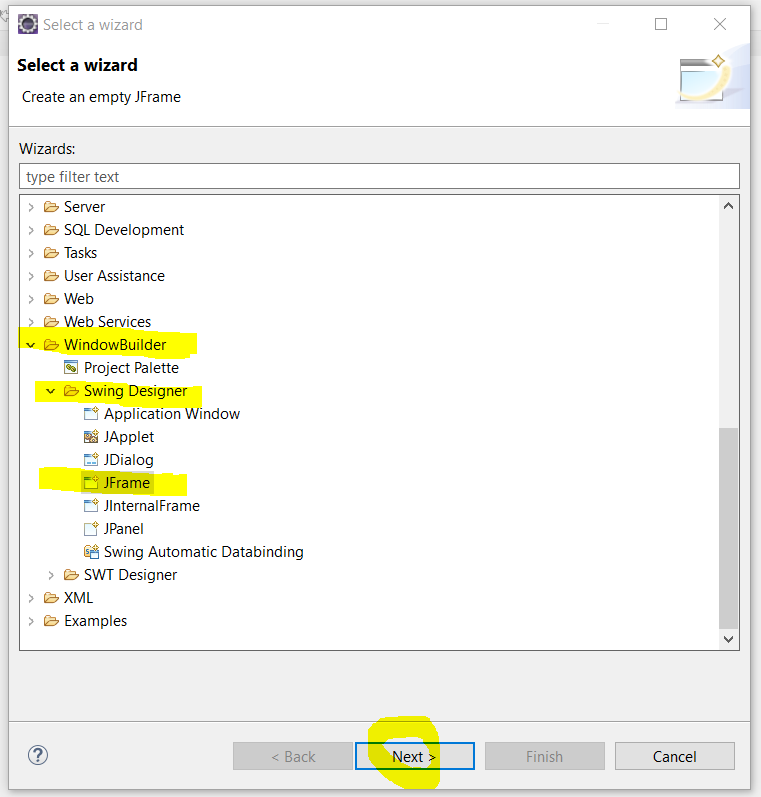 Select a wizard
Select a wizard
Create an empty JFrame
Wizards:
type filter text
Server
SQL Development
Tasks
User Assistance
Web
Web Services
WindowBuilder
Project Palette
Swing Designer
Application Window
JApplet
JDialog
JFrame
JInternalFrame
JPanel
Swing Automatic Databinding
SWT Designer
XML
Examples
? < Back Next > Finish Cancel